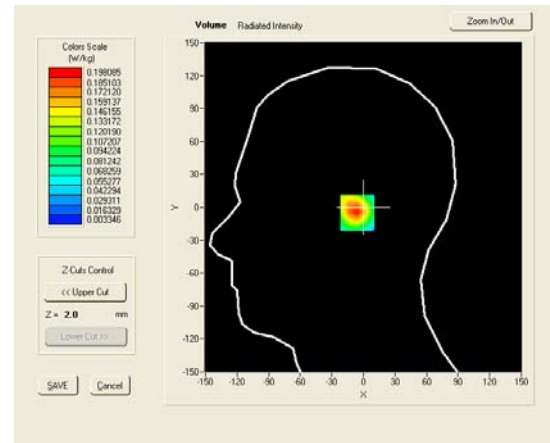 Volume Radiated Intensity
Zoom In/Out
Colors Scale
(W/kg)
0.198085
0.185103
0.172120
0.159137
0.146155
0.133172
0.120190
0.107207
0.094224
0.081242
0.068259
0.055277
0.042294
0.029311
0.016329
0.003346
Z-Cuts Control
<< Upper Cut
Z = 2.0 mm
Lower Cut >>
SAVE Cancel
150-
120-
90-
60-
30-
Y
0-
-30-
-60-
-90-
-120-
-150-
-150 -120 -90 -60 -30 0 30 60 90 120 150
X